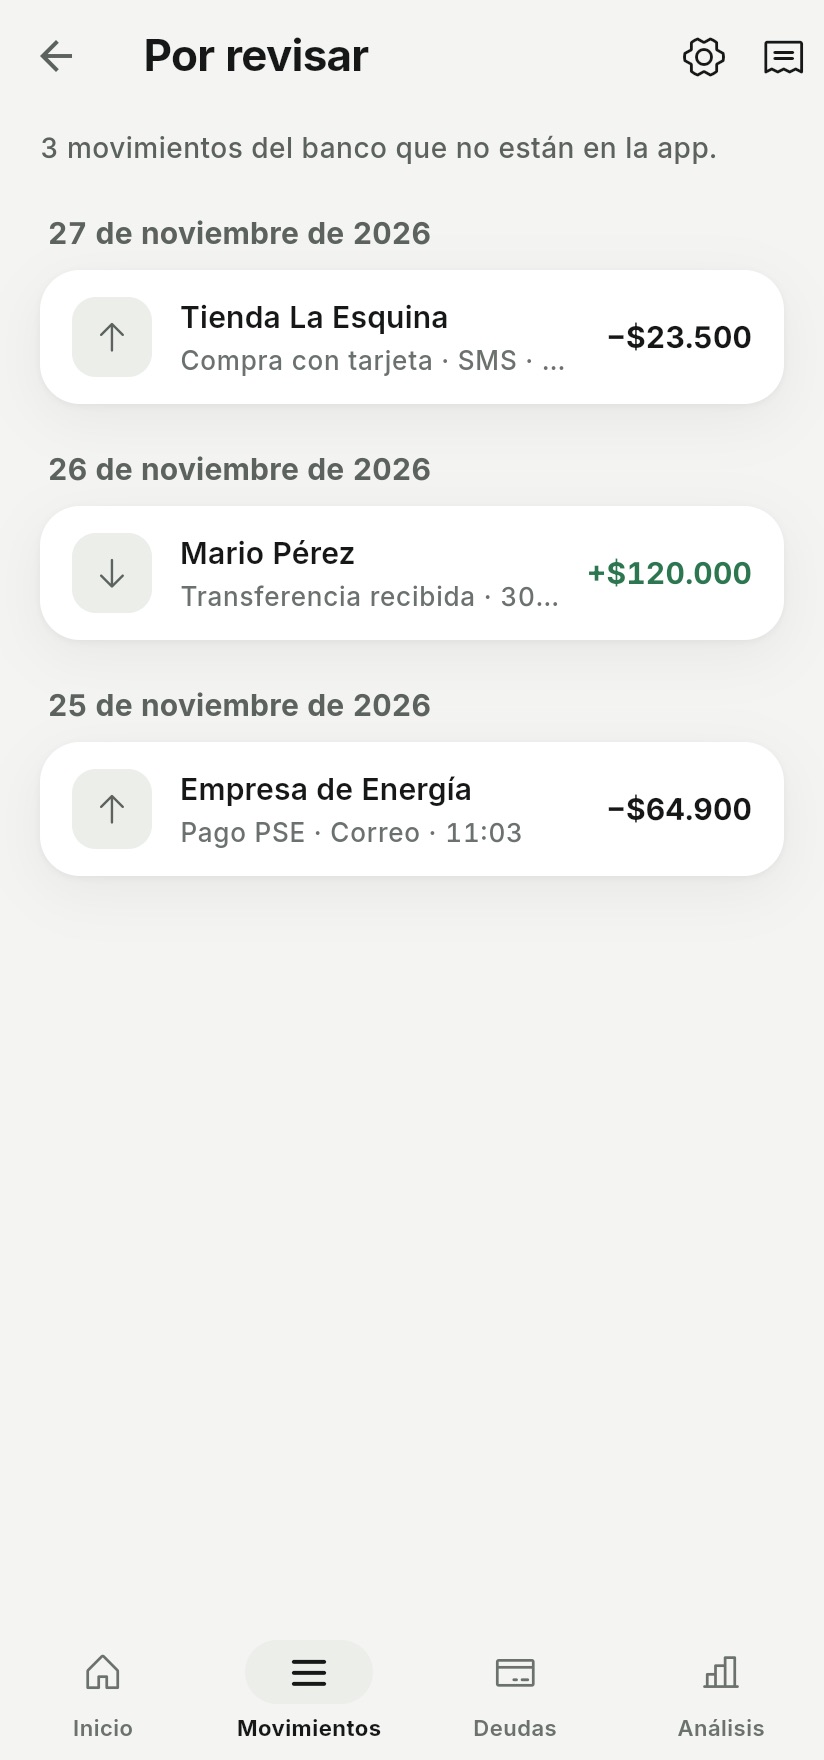 Por revisar
3 movimientos del banco que no están en la app.
27 de noviembre de 2026
Tienda La Esquina
Compra con tarjeta · SMS · ...
−$23.500
26 de noviembre de 2026
Mario Pérez
Transferencia recibida · 30...
+$120.000
25 de noviembre de 2026
Empresa de Energía
Pago PSE · Correo · 11:03
−$64.900
Inicio
Movimientos
Deudas
Análisis